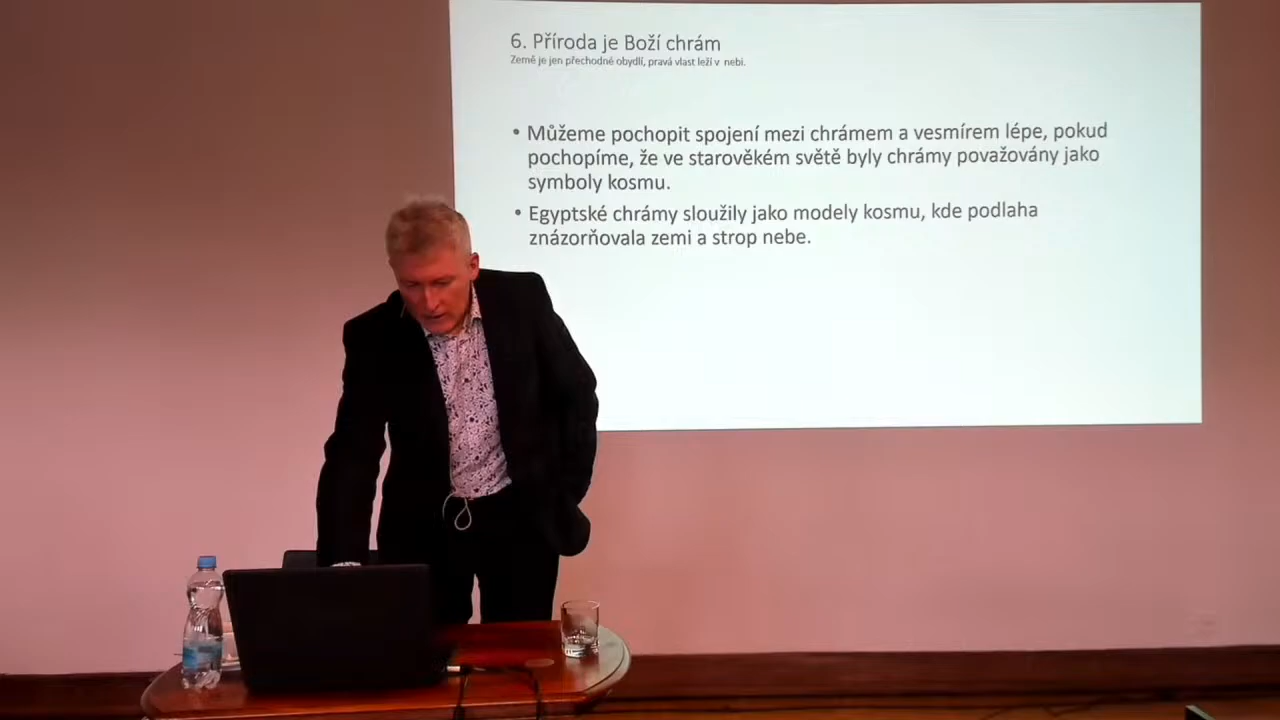 6. Příroda je Boží chrám
Země je jen přechodné obydlí, pravá vlast leží v nebi.
• Můžeme pochopit spojení mezi chrámem a vesmírem lépe, pokud
pochopíme, že ve starověkém světě byly chrámy považovány jako
symboly kosmu.
• Egyptské chrámy sloužily jako modely kosmu, kde podlaha
znázorňovala zemi a strop nebe.